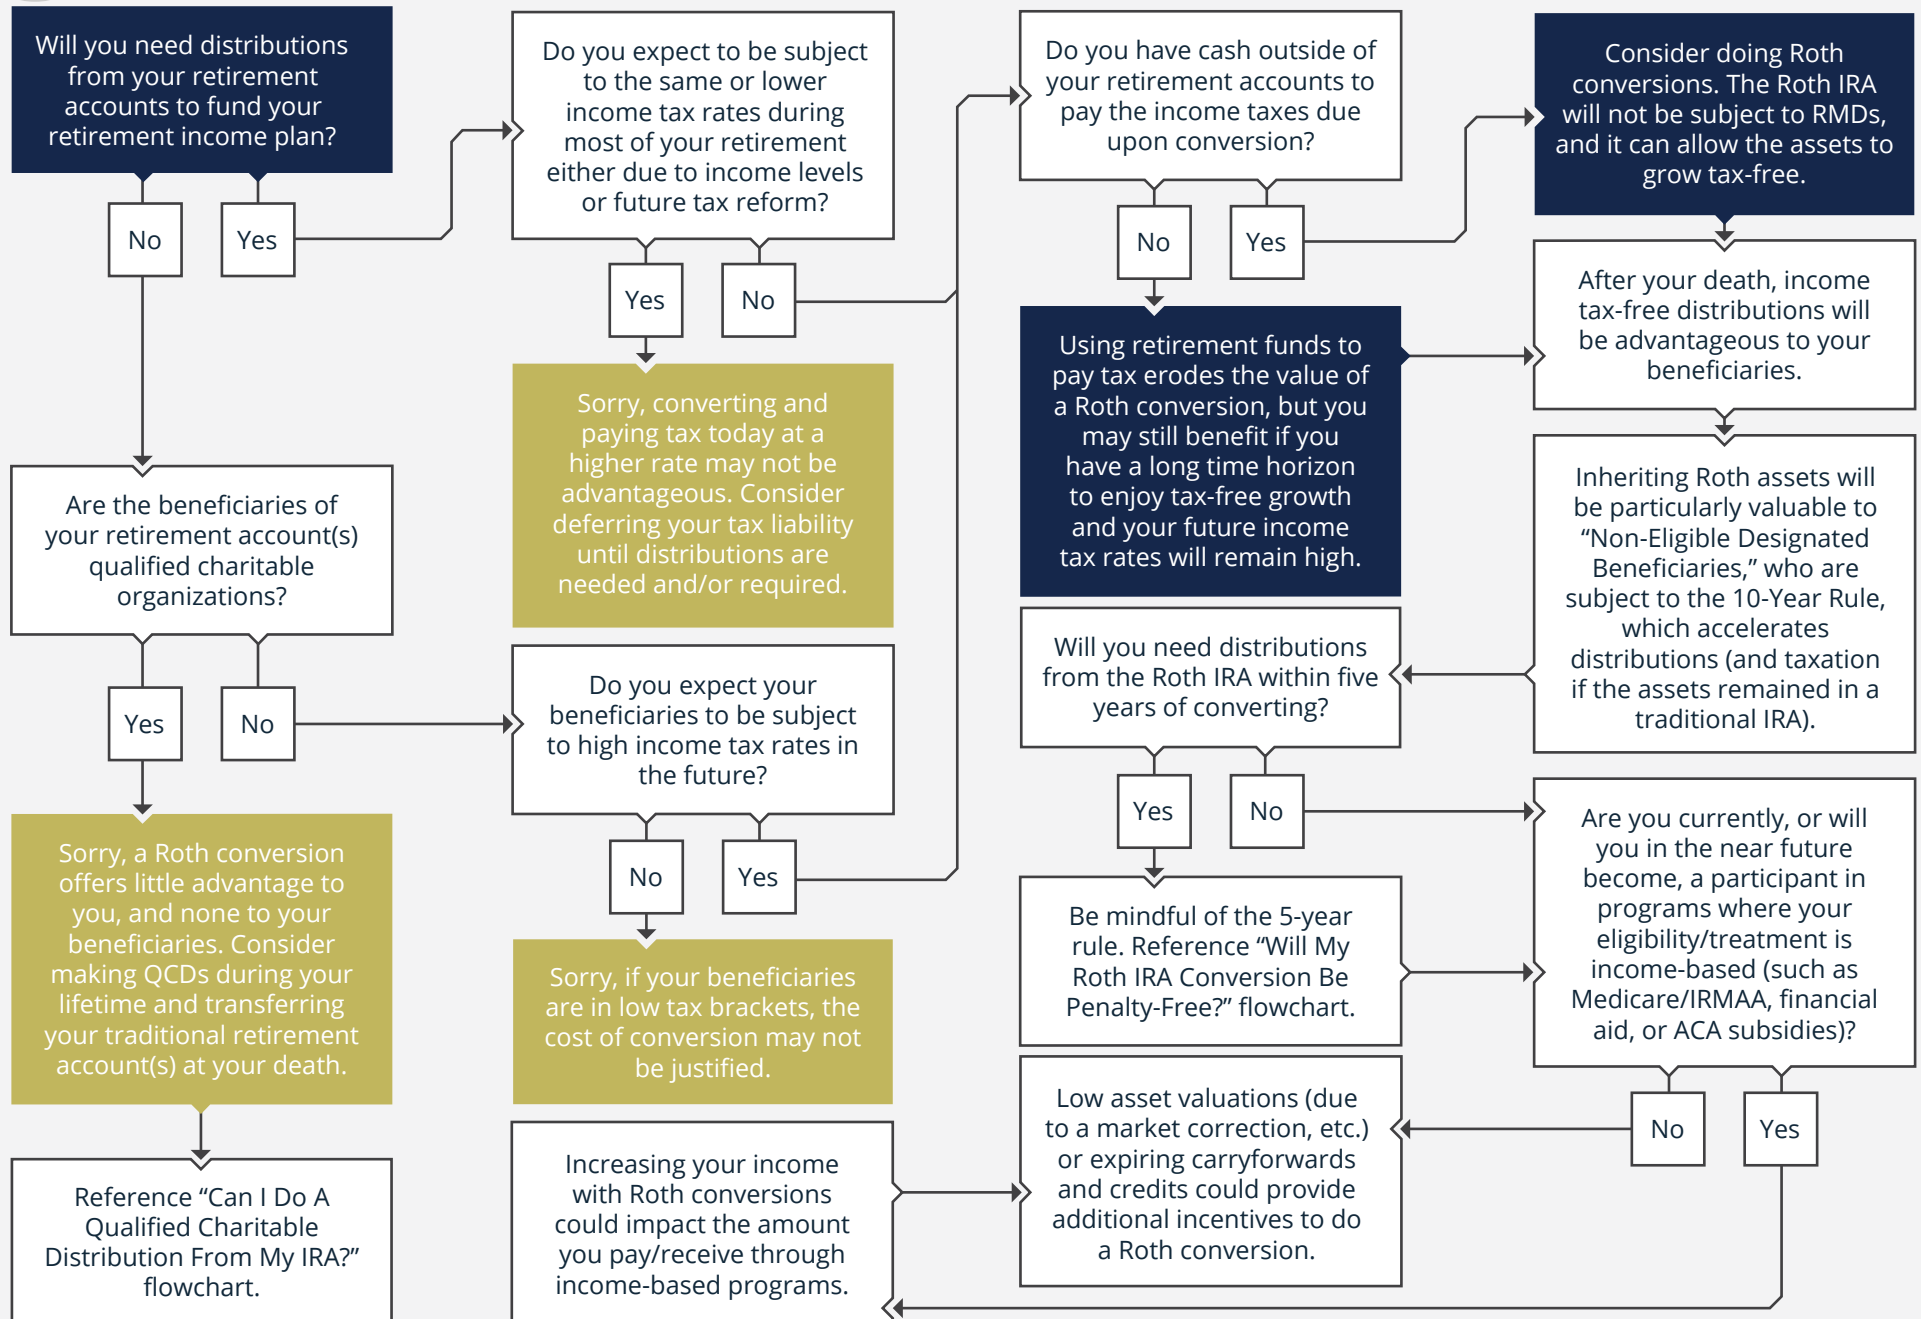 Will you need distributions
from your retirement
accounts to fund your
retirement income plan?
No
Yes
Are the beneficiaries of
your retirement account(s)
qualified charitable
organizations?
Yes
No
Sorry, a Roth conversion
offers little advantage to
you, and none to your
beneficiaries. Consider
making QCDs during your
lifetime and transferring
your traditional retirement
account(s) at your death.
Reference “Can I Do A
Qualified Charitable
Distribution From My IRA?”
flowchart.
Do you expect to be subject
to the same or lower
income tax rates during
most of your retirement
either due to income levels
or future tax reform?
Yes
No
Sorry, converting and
paying tax today at a
higher rate may not be
advantageous. Consider
deferring your tax liability
until distributions are
needed and/or required.
Do you expect your
beneficiaries to be subject
to high income tax rates in
the future?
No
Yes
Sorry, if your beneficiaries
are in low tax brackets, the
cost of conversion may not
be justified.
Increasing your income
with Roth conversions
could impact the amount
you pay/receive through
income-based programs.
Do you have cash outside of
your retirement accounts to
pay the income taxes due
upon conversion?
No
Yes
Using retirement funds to
pay tax erodes the value of
a Roth conversion, but you
may still benefit if you
have a long time horizon
to enjoy tax-free growth
and your future income
tax rates will remain high.
Will you need distributions
from the Roth IRA within five
years of converting?
Yes
No
Be mindful of the 5-year
rule. Reference “Will My
Roth IRA Conversion Be
Penalty-Free?” flowchart.
Low asset valuations (due
to a market correction, etc.)
or expiring carryforwards
and credits could provide
additional incentives to do
a Roth conversion.
Consider doing Roth
conversions. The Roth IRA
will not be subject to RMDs,
and it can allow the assets to
grow tax-free.
After your death, income
tax-free distributions will
be advantageous to your
beneficiaries.
Inheriting Roth assets will
be particularly valuable to
“Non-Eligible Designated
Beneficiaries,” who are
subject to the 10-Year Rule,
which accelerates
distributions (and taxation
if the assets remained in a
traditional IRA).
Are you currently, or will
you in the near future
become, a participant in
programs where your
eligibility/treatment is
income-based (such as
Medicare/IRMAA, financial
aid, or ACA subsidies)?
No
Yes